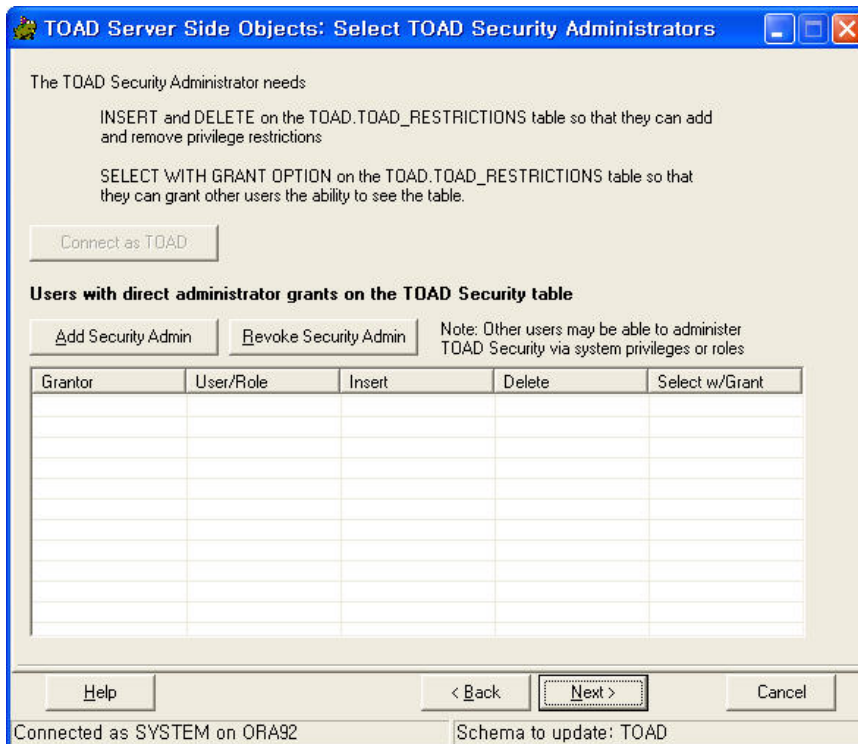 TOAD Server Side Objects: Select TOAD Security Administrators
The TOAD Security Administrator needs
INSERT and DELETE on the TOAD.TOAD_RESTRICTIONS table so that they can add
and remove privilege restrictions
SELECT WITH GRANT OPTION on the TOAD.TOAD_RESTRICTIONS table so that
they can grant other users the ability to see the table.
Connect as TOAD
Users with direct administrator grants on the TOAD Security table
Add Security Admin Revoke Security Admin Note: Other users may be able to administer
TOAD Security via system privileges or roles
Grantor User/Role Insert Delete Select w/Grant
Help < Back Next > Cancel
Connected as SYSTEM on ORA92 Schema to update: TOAD